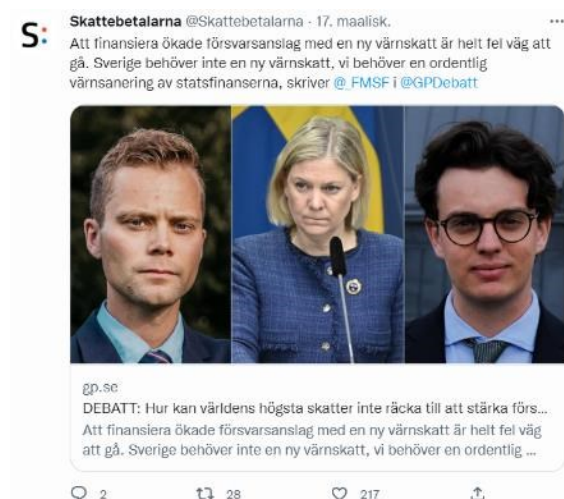 S:
Skattebetalarna @Skattebetalarna · 17. maalisk. ...
Att finansiera ökade försvarsanslag med en ny värnskatt är helt fel väg att
gå. Sverige behöver inte en ny värnskatt, vi behöver en ordentlig
värnsanering av statsfinanserna, skriver @_FMSF i @GPDebatt
gp.se
DEBATT: Hur kan världens högsta skatter inte räcka till att stärka förs...
Att finansiera ökade försvarsanslag med en ny värnskatt är helt fel väg
att gå. Sverige behöver inte en ny värnskatt, vi behöver en ordentlig ...
2 28 217